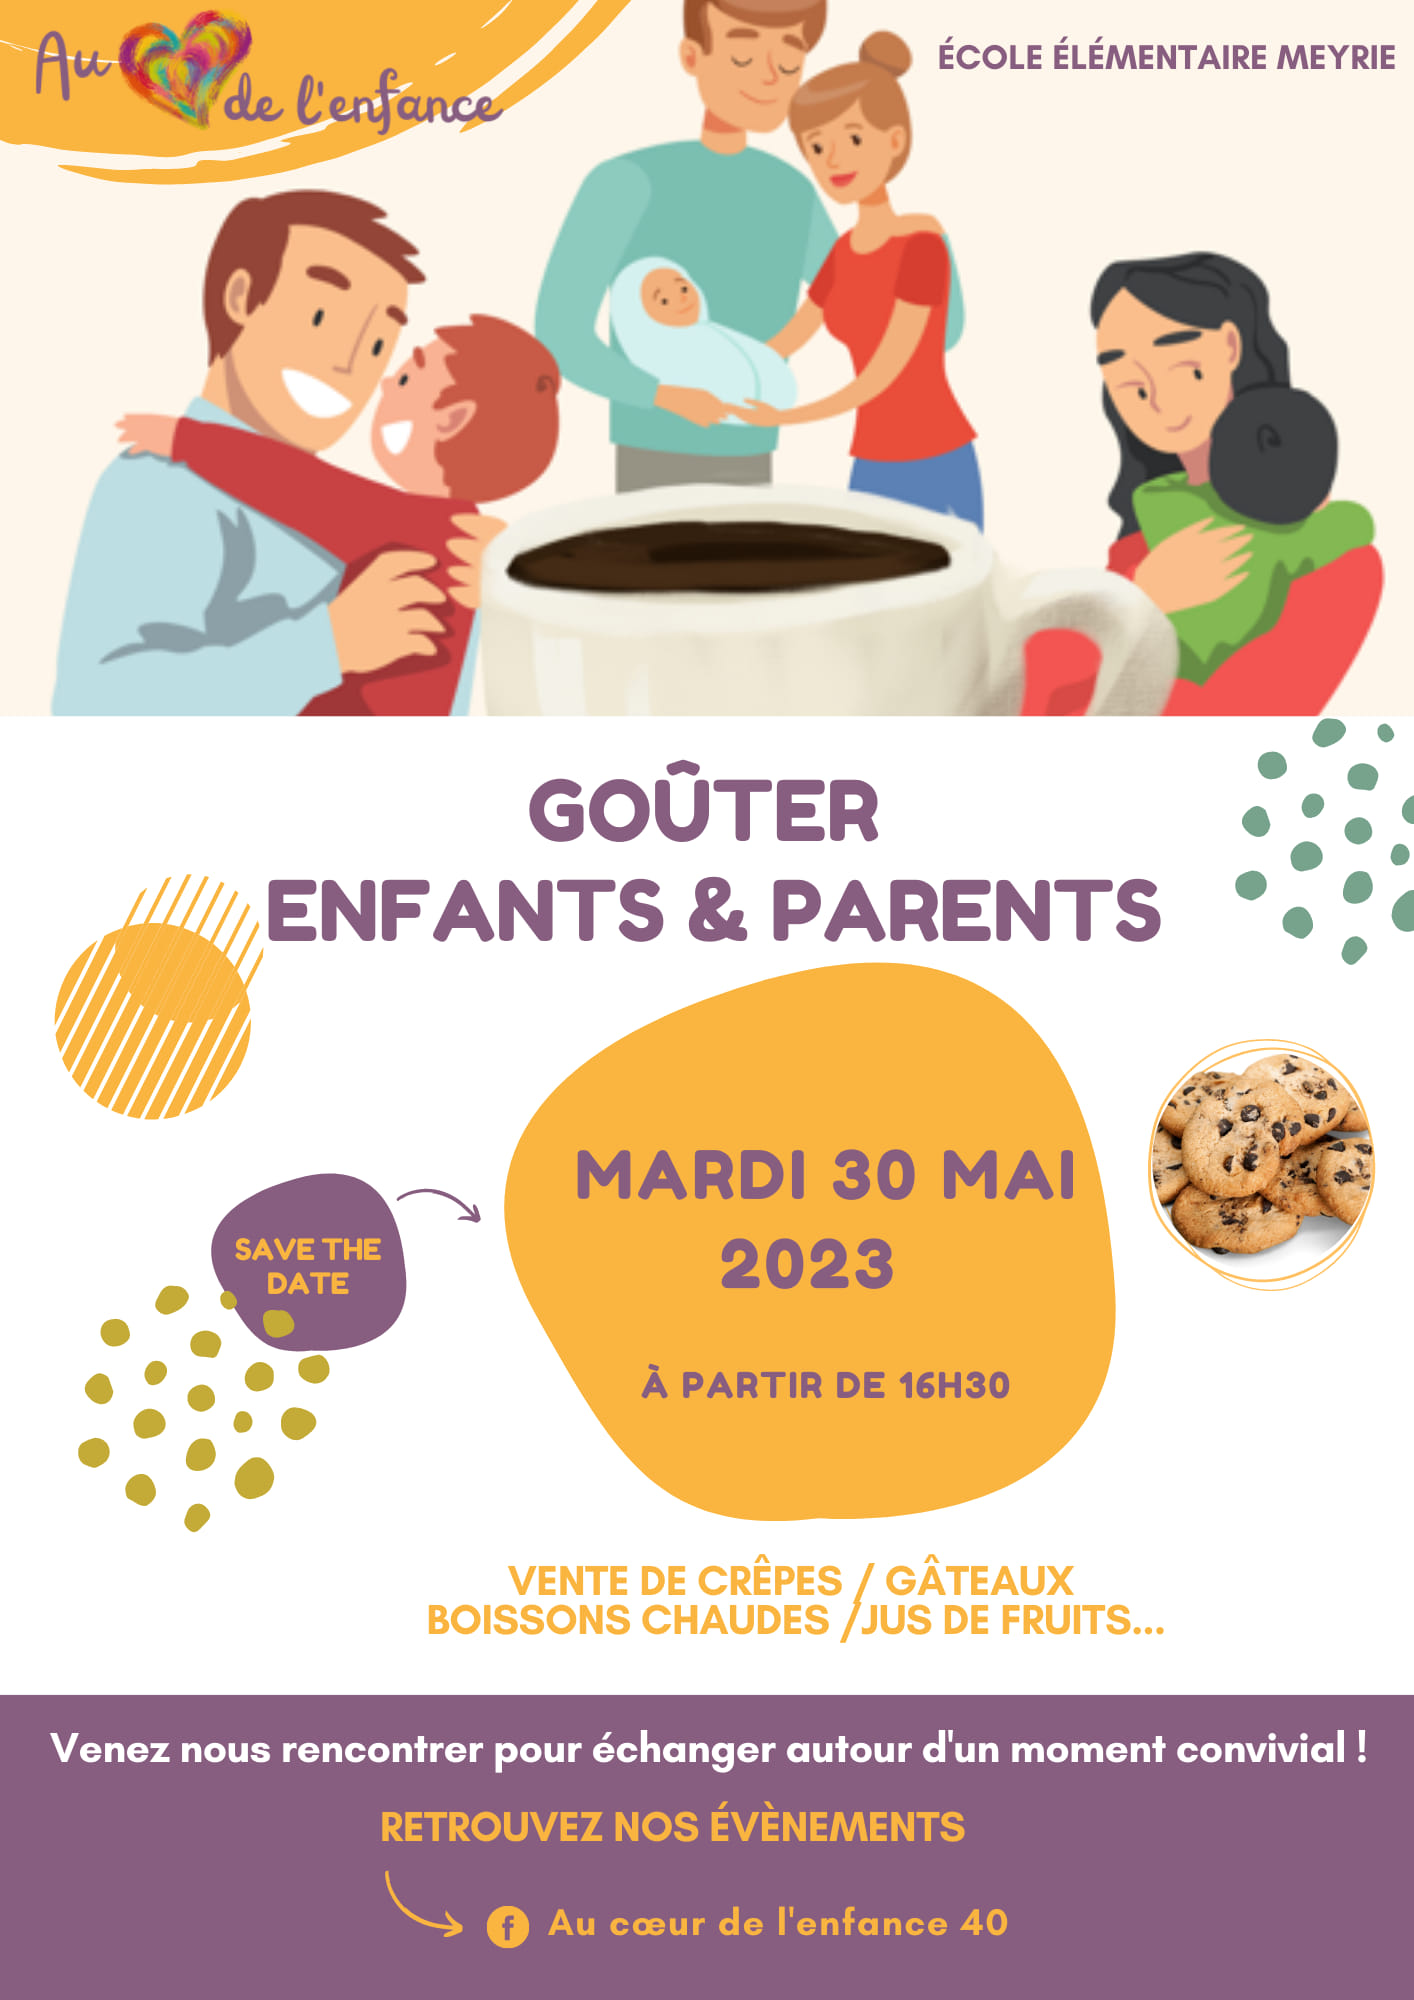 Au de l'enfance
ÉCOLE ÉLÉMENTAIRE MEYRIE
GOÛTER
ENFANTS & PARENTS
MARDI 30 MAI
2023
À PARTIR DE 16H30
SAVE THE
DATE
VENTE DE CRÊPES / GÂTEAUX
BOISSONS CHAUDES /JUS DE FRUITS...
Venez nous rencontrer pour échanger autour d'un moment convivial !
RETROUVEZ NOS ÉVÈNEMENTS
Au cœur de l'enfance 40